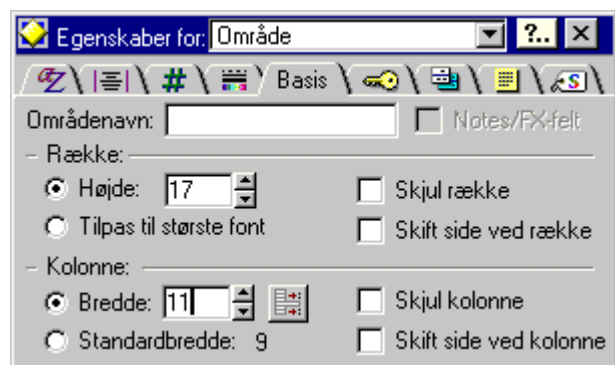 Egenskaber for: Område ?..
AZ # Basis S
Områdenavn: Notes/FX-felt
Række:
Højde: 17 Skjul række
Tilpas til største font Skift side ved række
Kolonne:
Bredde: 11 Skjul kolonne
Standardbredde: 9 Skift side ved kolonne